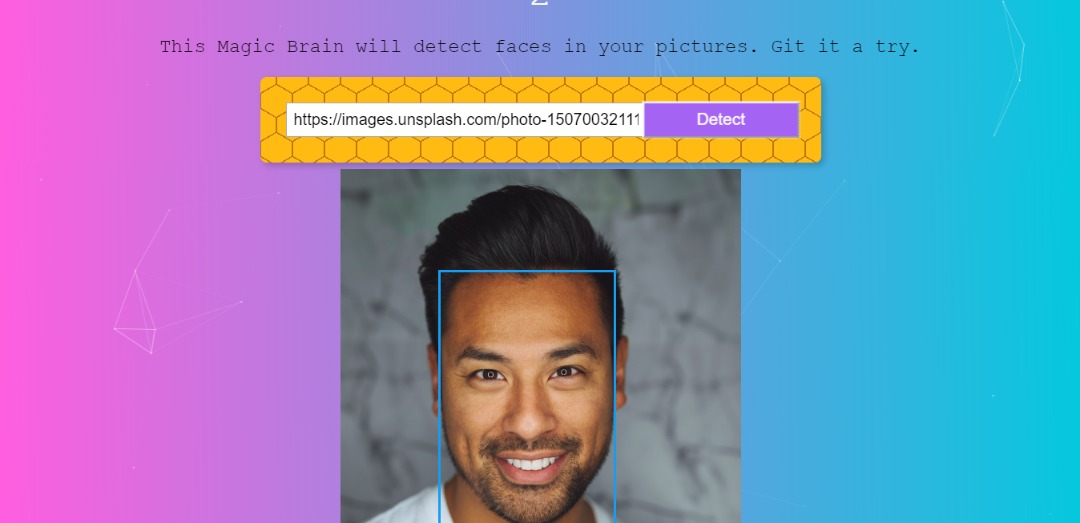 This Magic Brain will detect faces in your pictures. Git it a try.
https://images.unsplash.com/photo-15070032111 Detect